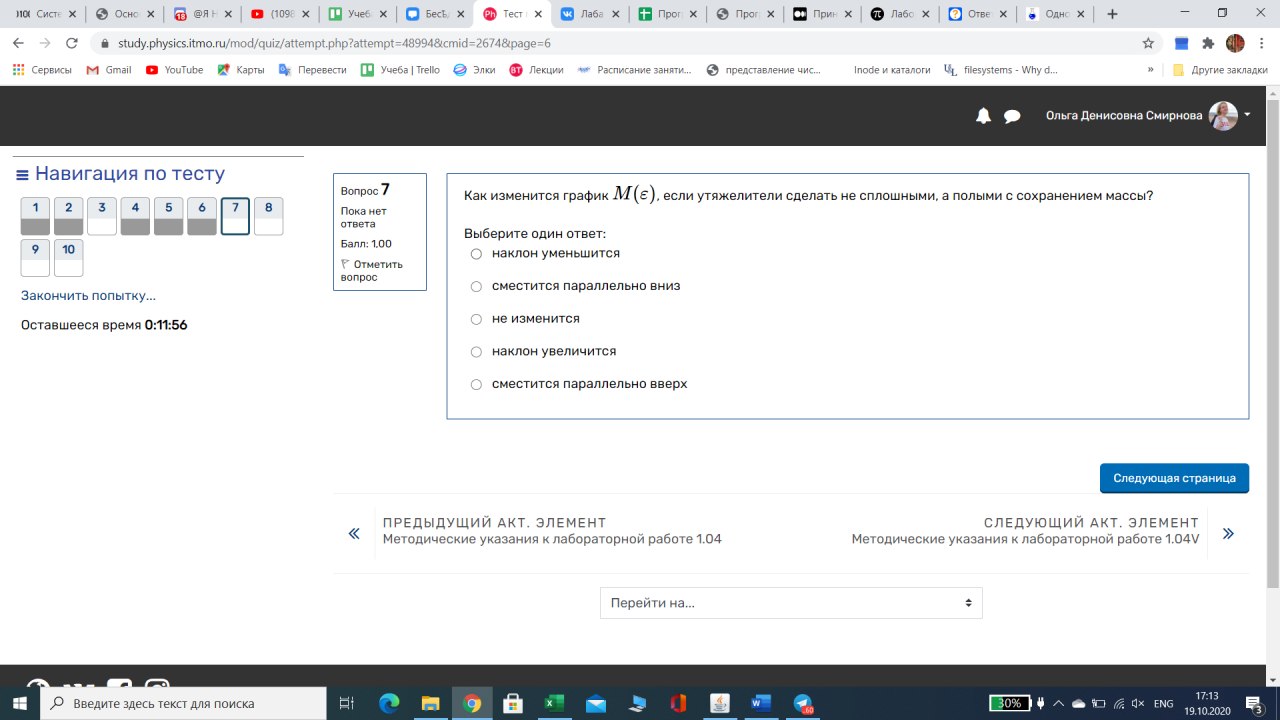 Систе
Осно
@Я Н
(109
Учеб
БесЕд
Тест
Лаба
Прот
Прос
Прин
Лабо
Отве
Одно
study.physics.itmo.ru/mod/quiz/attempt.php?attempt=48994&cmid=2674&page=6
Сервисы Gmail YouTube Карты Перевести Учеба | Trello Элки Лекции Расписание заняти... представление чис... Inode и каталоги filesystems - Why d... » Другие закладки
Ольга Денисовна Смирнова
Навигация по тесту
1 2 3 4 5 6 7 8
9 10
Закончить попытку...
Оставшееся время 0:11:56
Вопрос 7
Пока нет
ответа
Балл: 1,00
Отметить
вопрос
Как изменится график M(ε), если утяжелители сделать не сплошными, а полыми с сохранением массы?
Выберите один ответ:
наклон уменьшится
сместится параллельно вниз
не изменится
наклон увеличится
сместится параллельно вверх
Следующая страница
ПРЕДЫДУЩИЙ АКТ. ЭЛЕМЕНТ
Методические указания к лабораторной работе 1.04
СЛЕДУЮЩИЙ АКТ. ЭЛЕМЕНТ
Методические указания к лабораторной работе 1.04V
Перейти на...
Введите здесь текст для поиска
30%
ENG
17:13
19.10.2020